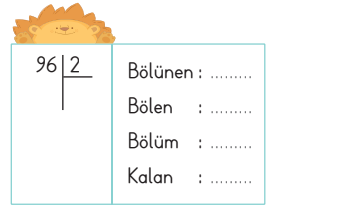 96 2
Bölünen : .........
Bölen : .........
Bölüm : .........
Kalan : .........